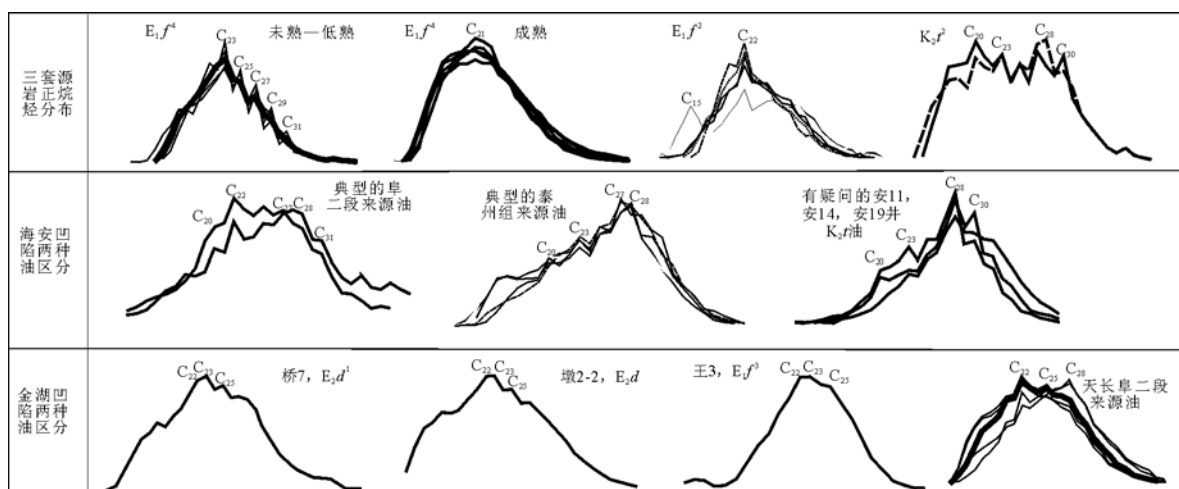 三套源
岩正烷
烃分布
E₁f⁴
未熟—低熟
C₂₃
C₂₅
C₂₇
C₂₉
C₃₁
E₁f⁴
成熟
C₂₁
E₁f²
C₂₂
C₁₅
K₂t²
C₂₀
C₂₃
C₂₈
C₃₀
海安凹
陷两种
油区分
C₂₀
C₂₂
C₂₇
C₂₈
C₃₁
典型的阜
二段来源油
典型的泰
州组来源油
C₂₀
C₂₃
C₂₇
C₂₈
有疑问的安11,
安14, 安19井
K₂t油
C₂₀
C₂₃
C₂₈
C₃₀
金湖凹
陷两种
油区分
C₂₂
C₂₃
C₂₅
桥7, E₂d¹
C₂₂
C₂₃
C₂₅
墩2-2, E₂d
王3, E₁f³
C₂₂
C₂₃
C₂₅
C₂₂
C₂₅
C₂₈
天长阜二段
来源油